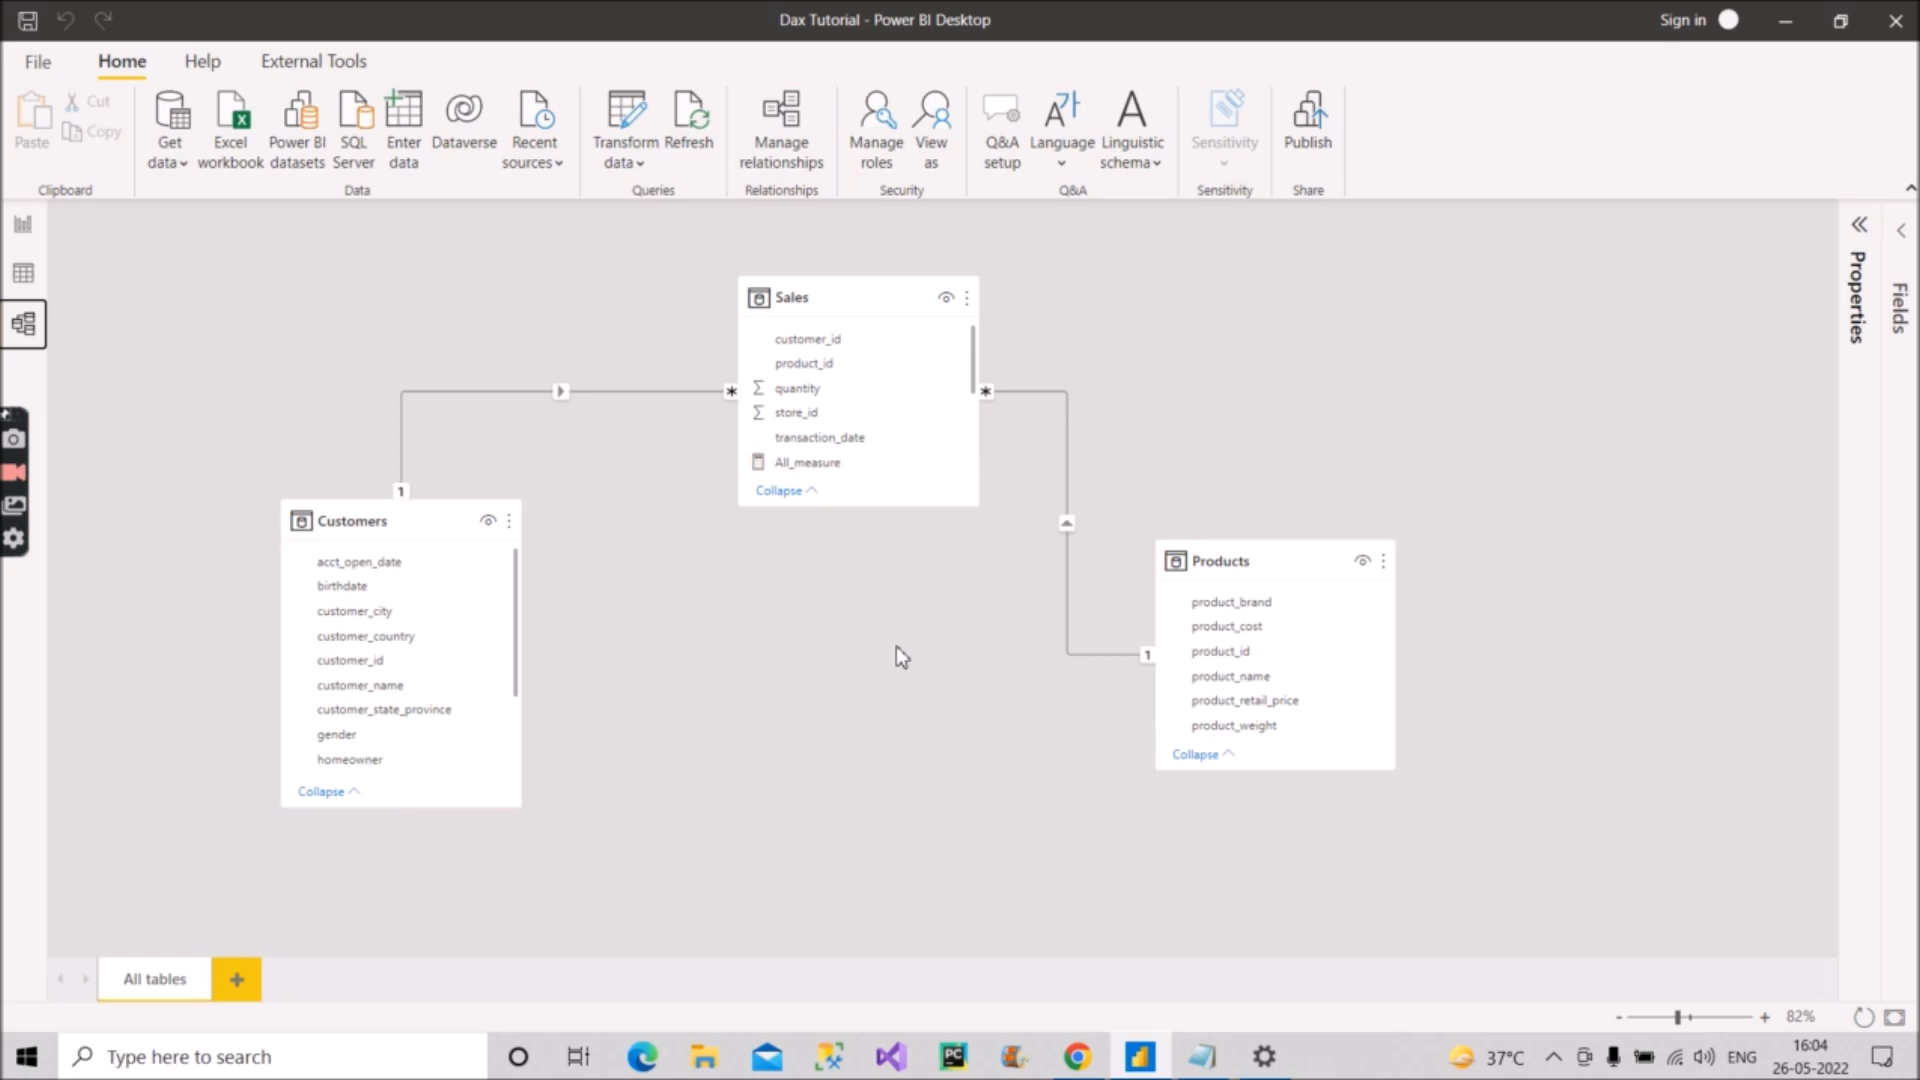 Dax Tutorial - Power BI Desktop
Sign in
File Home Help External Tools
Paste
Cut
Copy
Clipboard
Get data
Excel workbook
Power BI datasets
SQL Server
Enter data
Dataverse
Recent sources
Data
Transform data
Refresh
Queries
Manage relationships
Relationships
Manage roles
View as
Security
Q&A setup
Language
Linguistic schema
Q&A
Sensitivity
Sensitivity
Publish
Share
Properties
Fields
Sales
customer_id
product_id
∑ quantity
∑ store_id
transaction_date
All_measure
Collapse
*
*
1
1
Customers
acct_open_date
birthdate
customer_city
customer_country
customer_id
customer_name
customer_state_province
gender
homeowner
Collapse
Products
product_brand
product_cost
product_id
product_name
product_retail_price
product_weight
Collapse
All tables
+
- + 82%
Type here to search
PC
37°C
ENG
16:04
26-05-2022